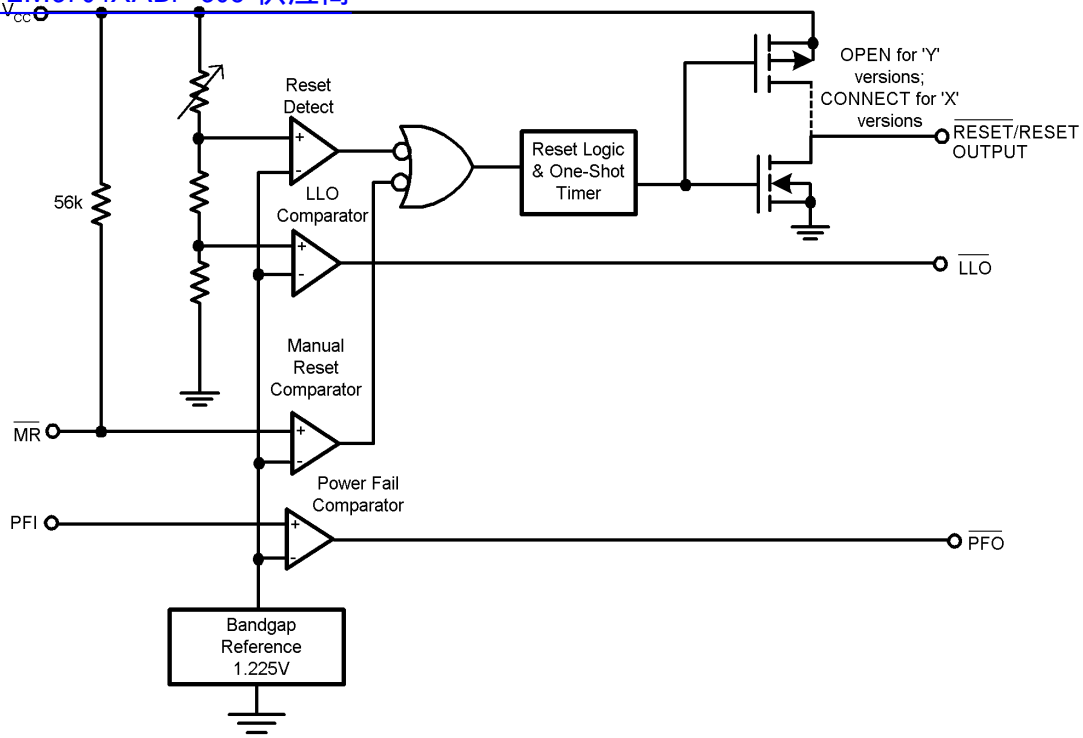 VCC
Reset
Detect
+
-
LLO
Comparator
+
-
56k
Reset Logic
& One-Shot
Timer
OPEN for 'Y'
versions;
CONNECT for 'X'
versions
RESET/RESET
OUTPUT
LLO
Manual
Reset
Comparator
MR
+
-
Power Fail
Comparator
PFI
+
-
PFO
Bandgap
Reference
1.225V